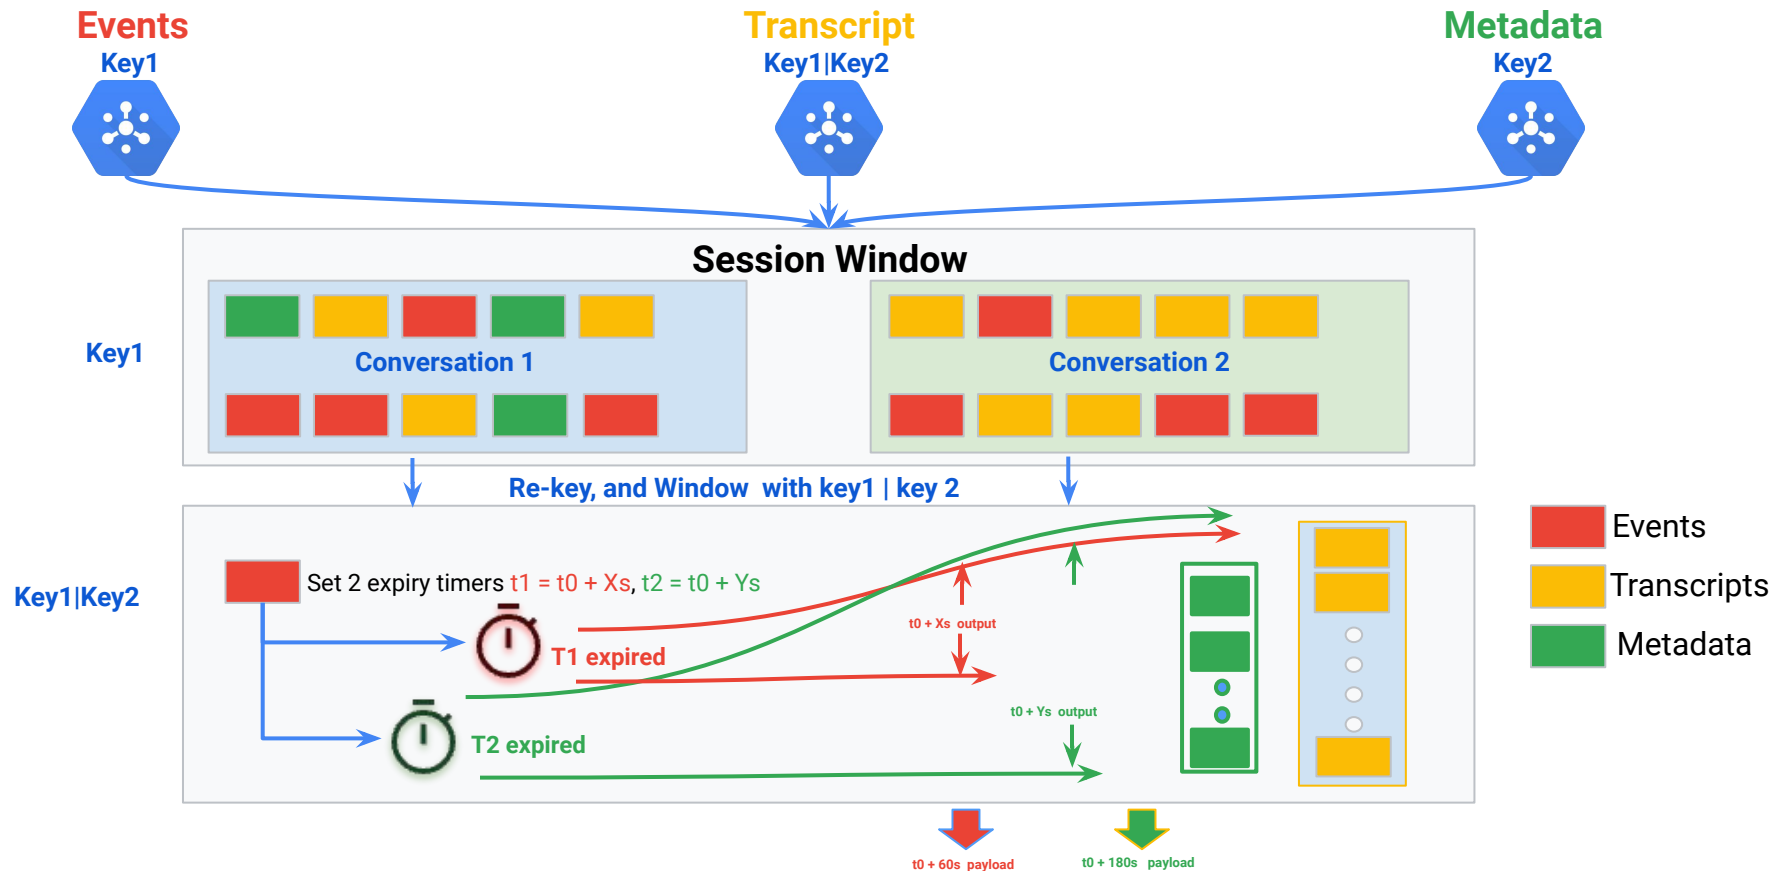 Events
Transcript
Metadata
Key1
Key1|Key2
Key2
Session Window
Key1
Conversation 1
Conversation 2
Re-key, and Window with key1 | key 2
Key1|Key2
Set 2 expiry timers t1 = t0 + Xs, t2 = t0 + Ys
T1 expired
t0 + Xs output
T2 expired
t0 + Ys output
Events
Transcripts
Metadata
t0 + 60s payload
t0 + 180s payload